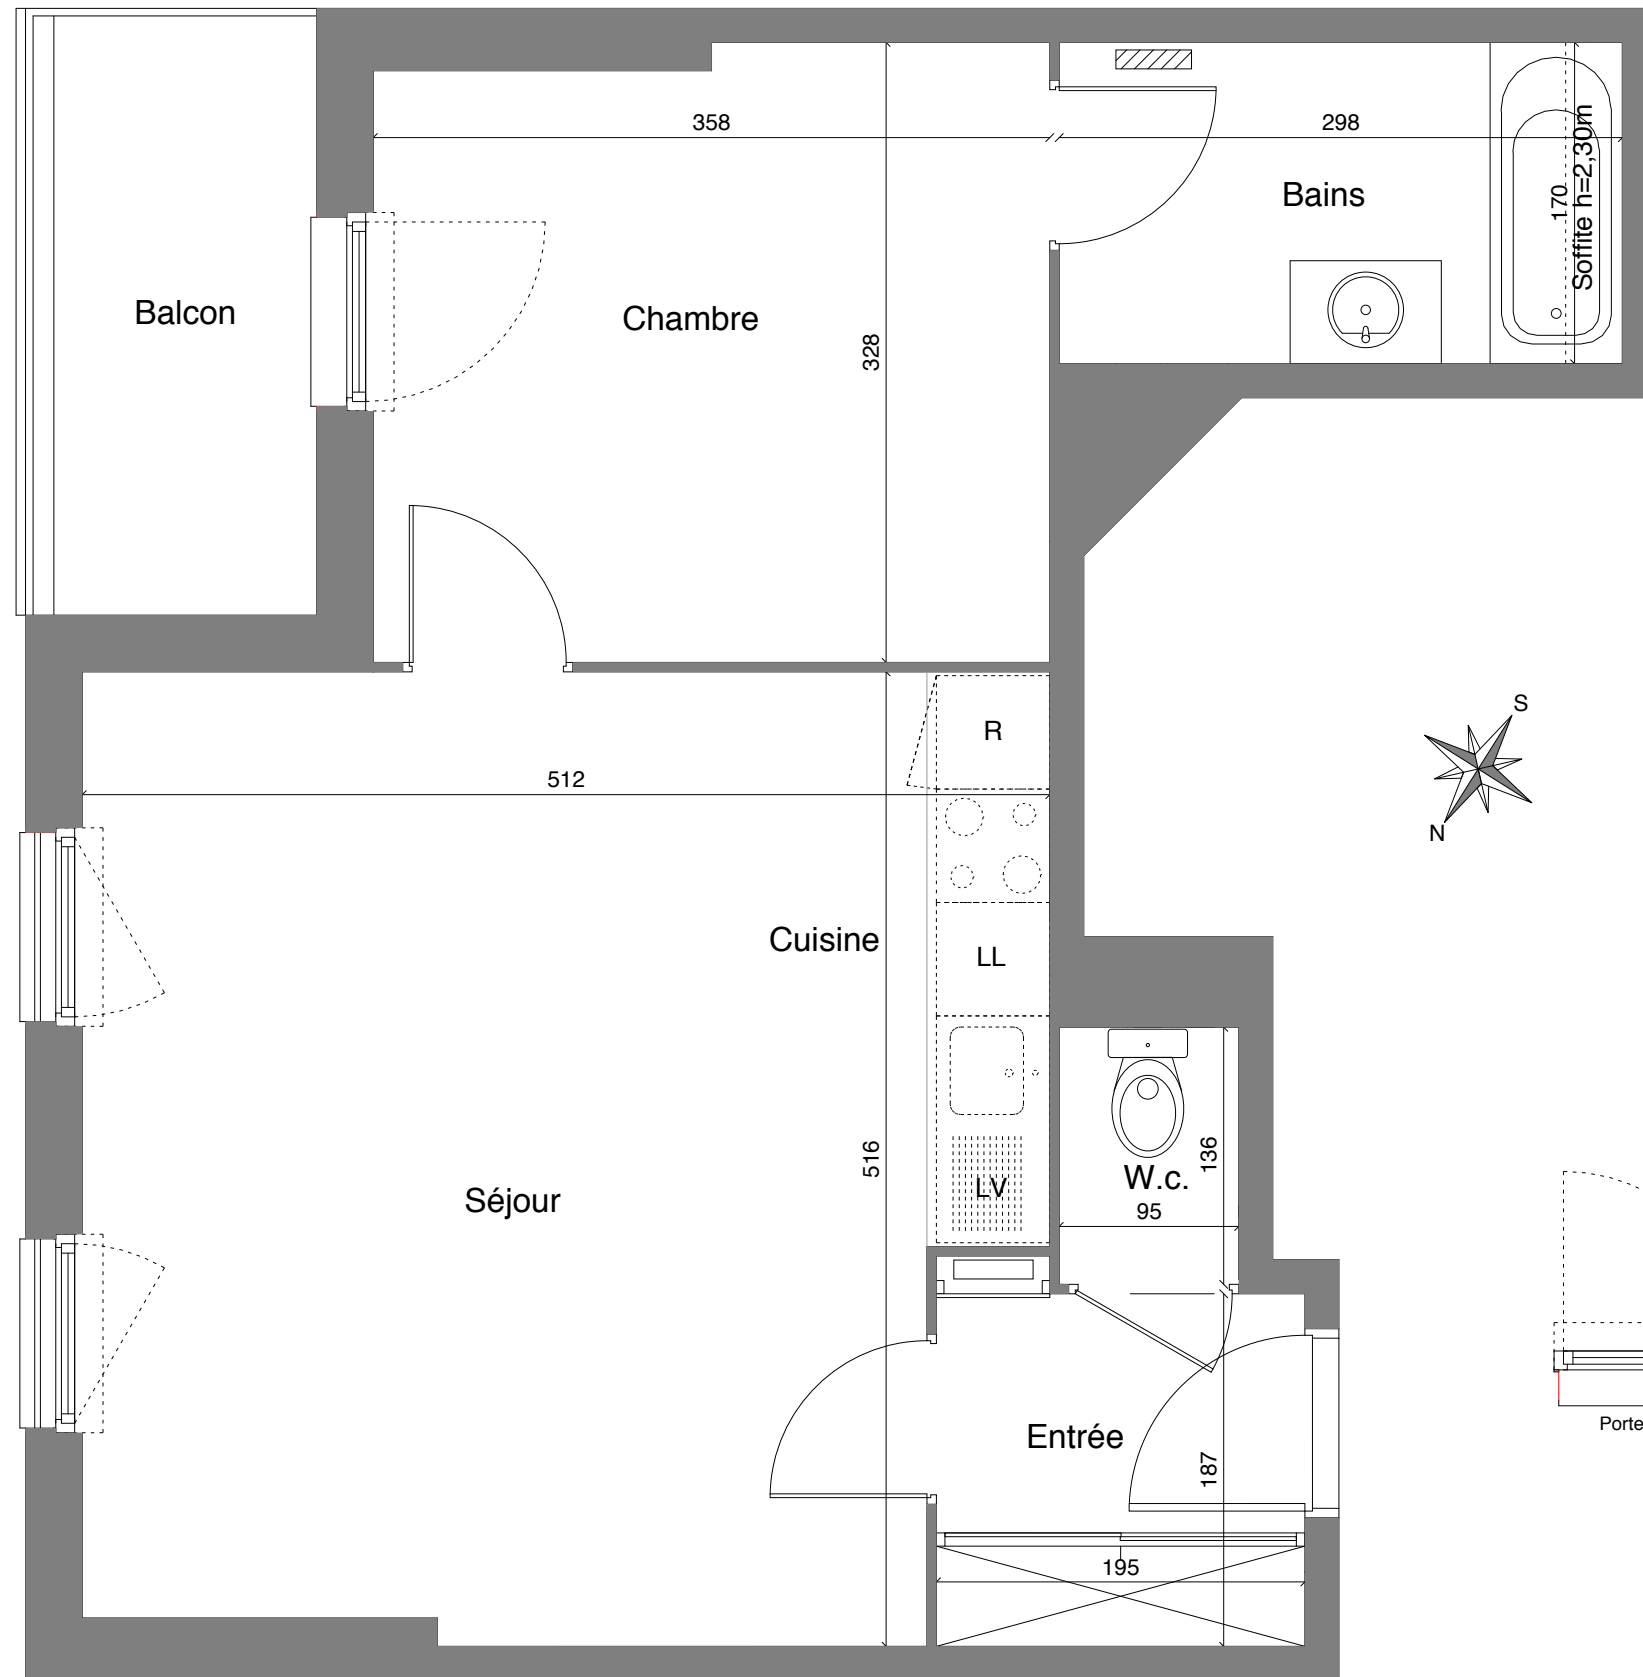 358
298
Bains
170
Soffite h=2,30m
Balcon
Chambre
328
R
S
512
N
Cuisine
LL
516
136
W.c.
LV
Séjour
95
Porte
Entrée
187
195